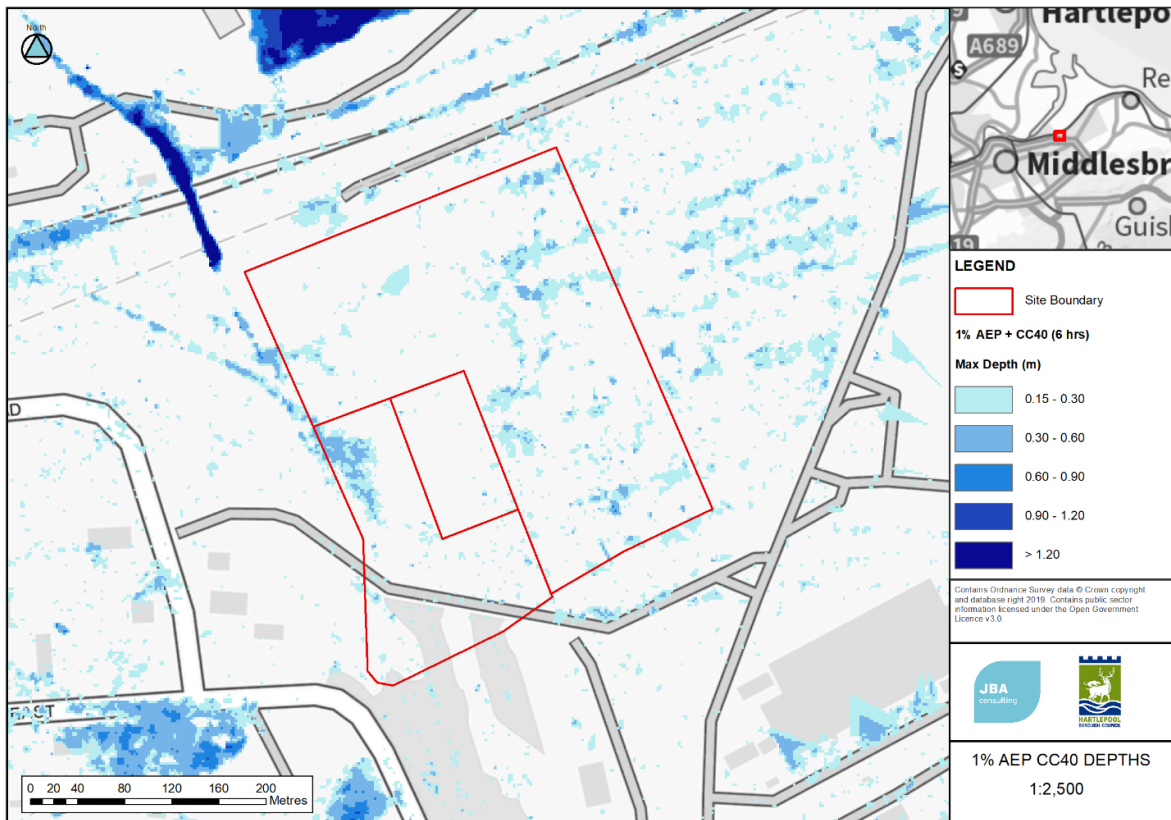 North
AD
EAST
0 20 40 80 120 160 200
Metres
Hartlepo
A689
S
Re
Middlesbr
Guis
19
LEGEND
Site Boundary
1% AEP + CC40 (6 hrs)
Max Depth (m)
0.15 - 0.30
0.30 - 0.60
0.60 - 0.90
0.90 - 1.20
> 1.20
Contains Ordnance Survey data © Crown copyright
and database right 2019. Contains public sector
information licensed under the Open Government
Licence v3.0.
JBA
consulting
HARTLEPOOL
BOROUGH COUNCIL
1% AEP CC40 DEPTHS
1:2,500